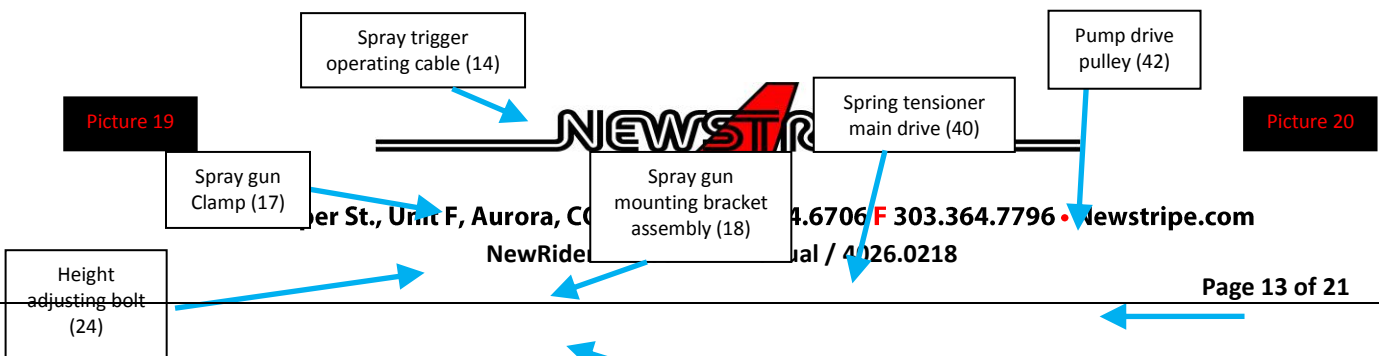 Spray trigger
operating cable (14)
Pump drive
pulley (42)
Picture 19
NEWSTR
Spring tensioner
main drive (40)
Picture 20
Spray gun
Clamp (17)
Spray gun
mounting bracket
assembly (18)
per St., Unit F, Aurora, C 4.6706 F 303.364.7796 • Newstripe.com
NewRider ual / 4026.0218
Height
adjusting bolt
(24)
Page 13 of 21